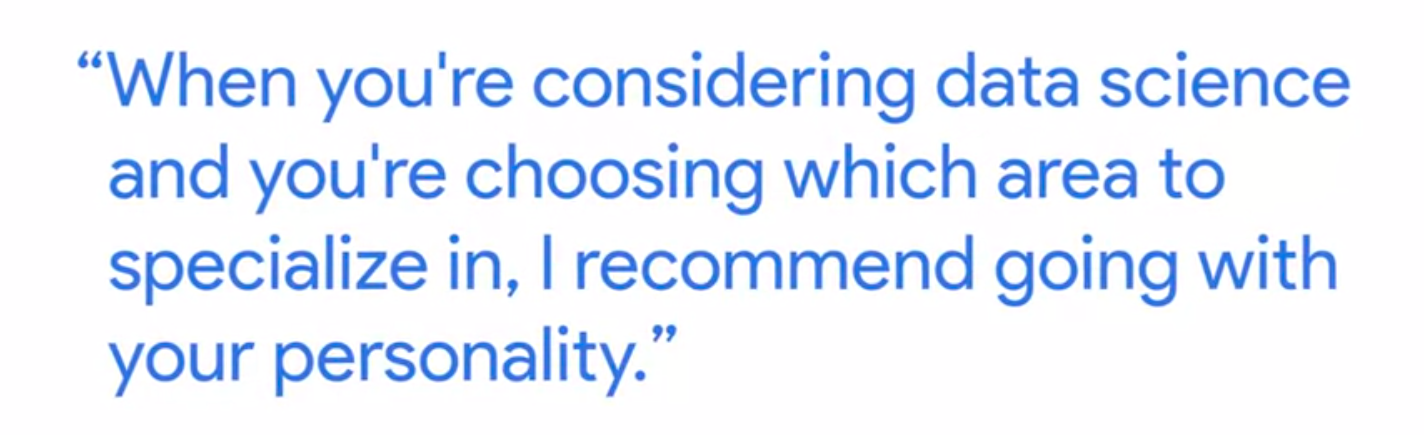 “When you're considering data science
and you're choosing which area to
specialize in, I recommend going with
your personality.”